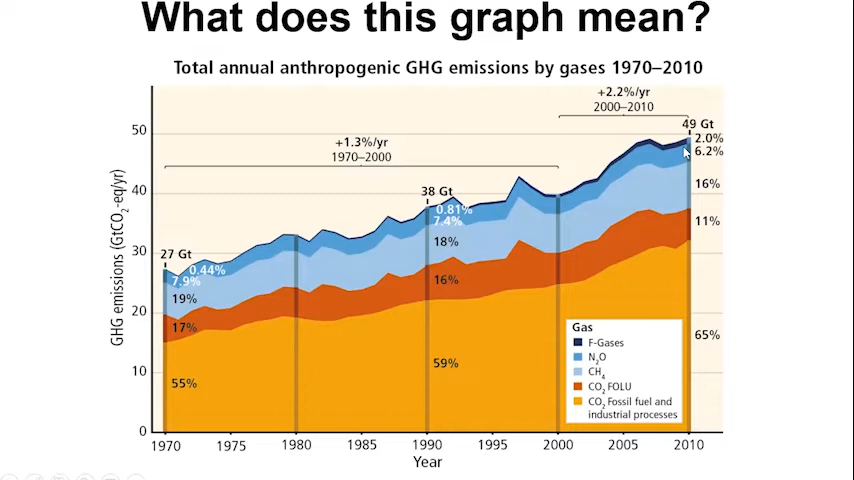 What does this graph mean?
Total annual anthropogenic GHG emissions by gases 1970–2010
+2.2%/yr
2000–2010
49 Gt
+1.3%/yr
1970–2000
50
2.0%
6.2%
38 Gt
40
16%
0.81%
7.4%
11%
18%
30
27 Gt
0.44%
7.9%
16%
19%
20
17%
65%
59%
55%
10
0
GHG emissions (GtCO2-eq/yr)
Gas
F-Gases
N2O
CH4
CO2 FOLU
CO2 Fossil fuel and
industrial processes
1970 1975 1980 1985 1990 1995 2000 2005 2010
Year